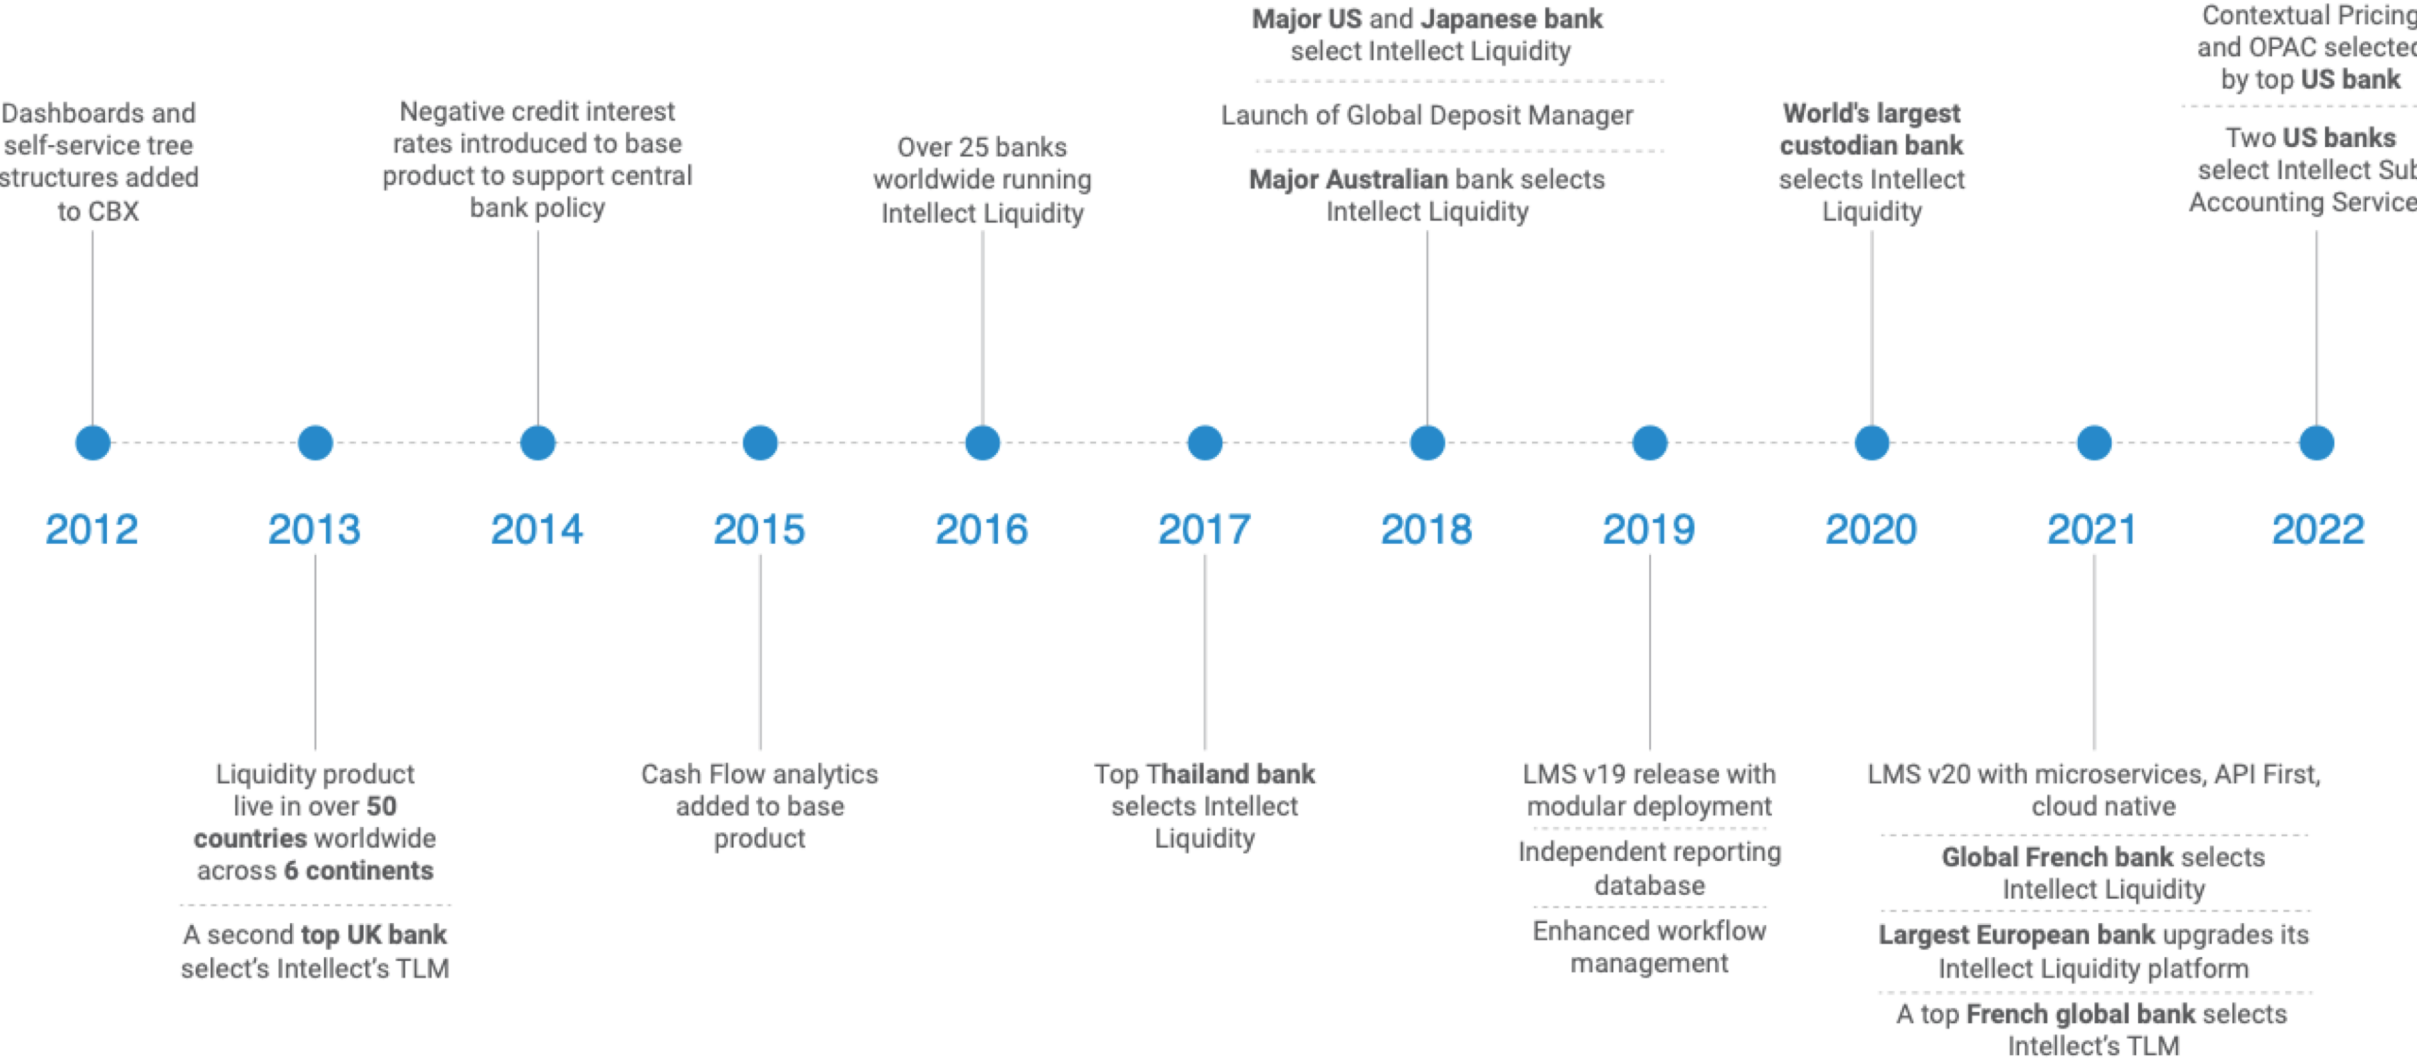 Dashboards and
self-service tree
structures added
to CBX
Negative credit interest
rates introduced to base
product to support central
bank policy
Over 25 banks
worldwide running
Intellect Liquidity
Major US and Japanese bank
select Intellect Liquidity
Launch of Global Deposit Manager
Major Australian bank selects
Intellect Liquidity
World's largest
custodian bank
selects Intellect
Liquidity
Contextual Pricing
and OPAC selected
by top US bank
Two US banks
select Intellect Sub
Accounting Service
2012
2013
2014
2015
2016
2017
2018
2019
2020
2021
2022
Liquidity product
live in over 50
countries worldwide
across 6 continents
A second top UK bank
select’s Intellect’s TLM
Cash Flow analytics
added to base
product
Top Thailand bank
selects Intellect
Liquidity
LMS v19 release with
modular deployment
Independent reporting
database
Enhanced workflow
management
LMS v20 with microservices, API First,
cloud native
Global French bank selects
Intellect Liquidity
Largest European bank upgrades its
Intellect Liquidity platform
A top French global bank selects
Intellect’s TLM